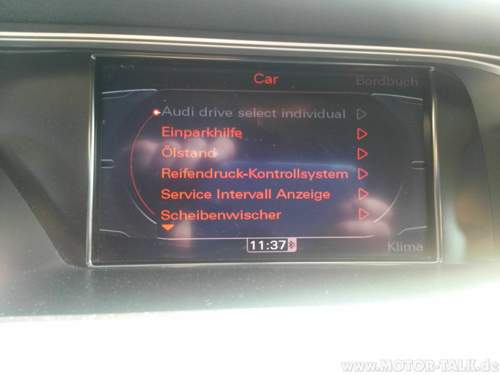 Car
Bordbuch
Audi drive select individual
Einparkhilfe
Ölstand
Reifendruck-Kontrollsystem
Service Intervall Anzeige
Scheibenwischer
11:37
Klima
www.MOTOR-TALK.de